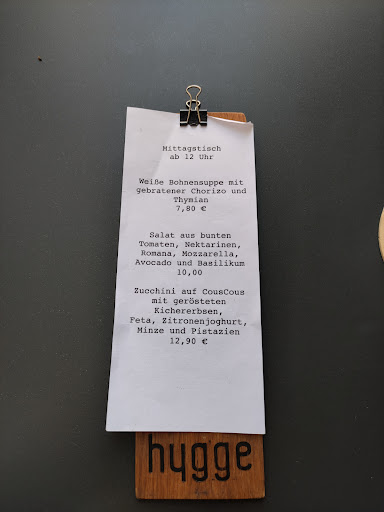 Mittagstisch
ab 12 Uhr
Weiße Bohnensuppe mit
gebratener Chorizo und
Thymian
7,80 €
Salat aus bunten
Tomaten, Nektarinen,
Romana, Mozzarella,
Avocado und Basilikum
10,00
Zucchini auf CousCous
mit gerösteten
Kichererbsen,
Feta, Zitronenjoghurt,
Minze und Pistazien
12,90 €
hygge